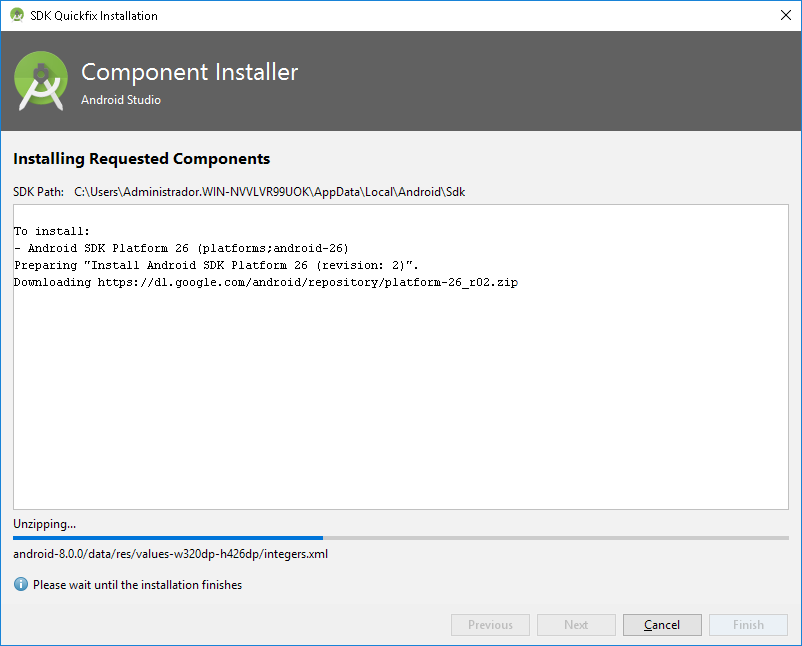 SDK Quickfix Installation
Component Installer
Android Studio
Installing Requested Components
SDK Path: C:\Users\Administrador.WIN-NVVLVR99UOK\AppData\Local\Android\Sdk
To install:
- Android SDK Platform 26 (platforms;android-26)
Preparing "Install Android SDK Platform 26 (revision: 2)".
Downloading https://dl.google.com/android/repository/platform-26_r02.zip
Unzipping...
android-8.0.0/data/res/values-w320dp-h426dp/integers.xml
Please wait until the installation finishes
Previous Next Cancel Finish